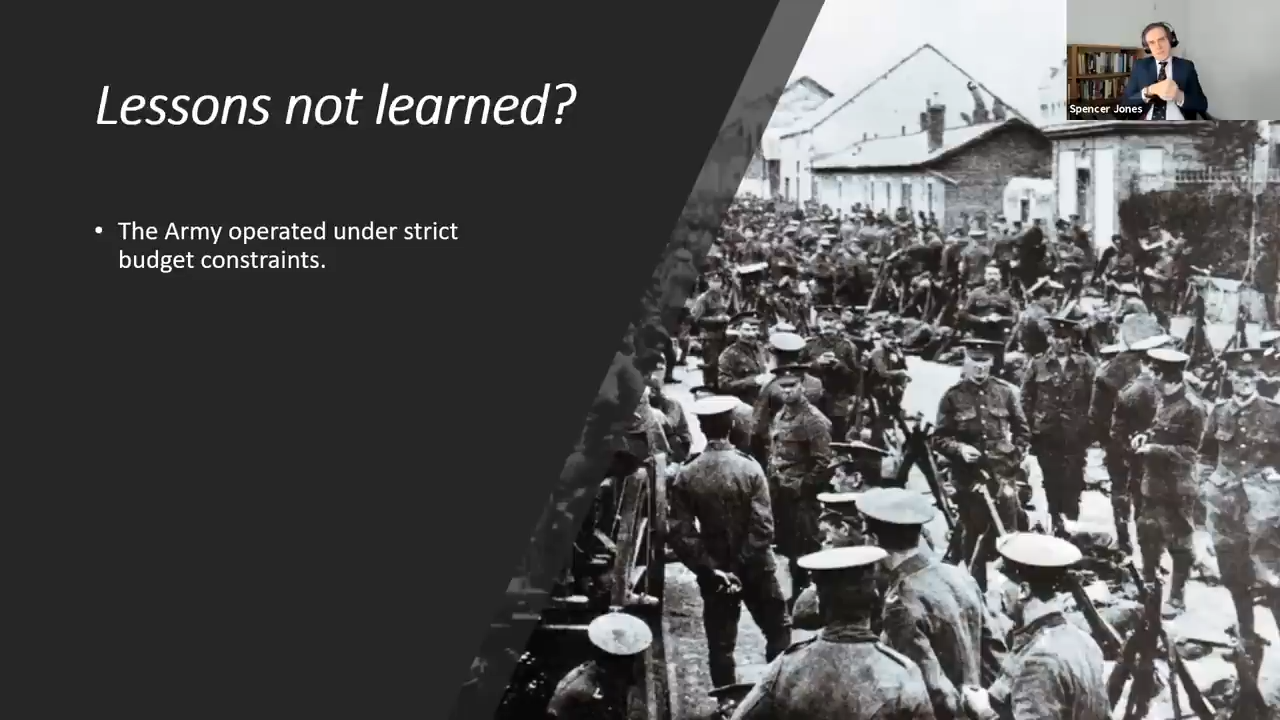 Lessons not learned?
• The Army operated under strict
budget constraints.
Spencer Jones